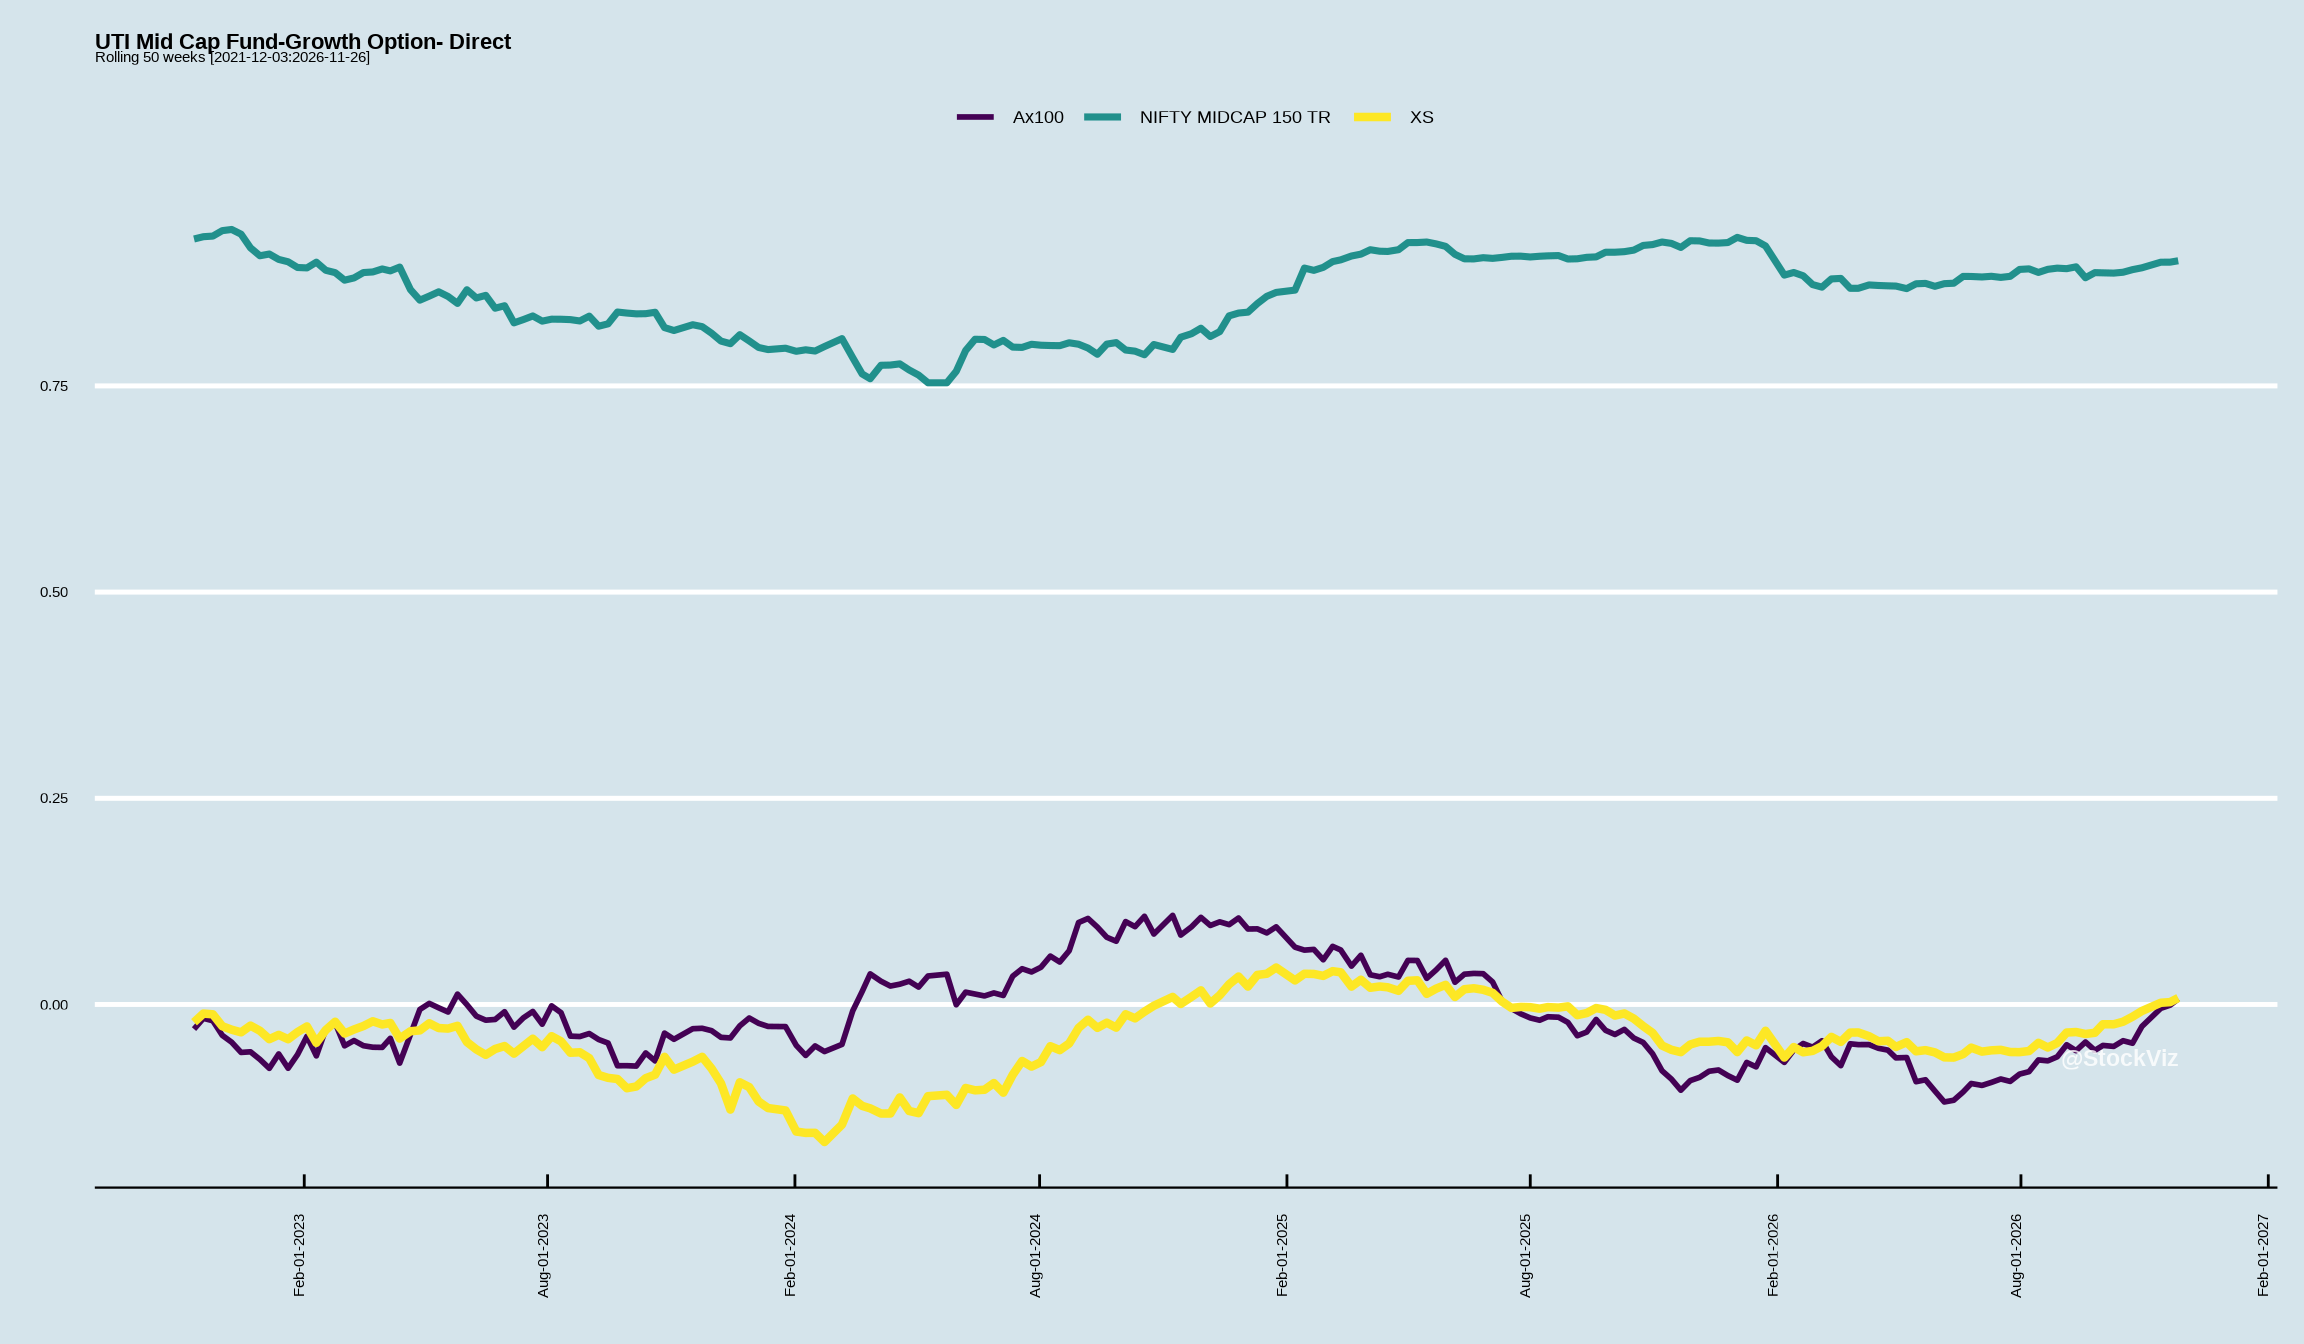 UTI Mid Cap Fund-Growth Option- Direct
Rolling 50 weeks [2021-12-03:2026-11-26]
Ax100 NIFTY MIDCAP 150 TR XS
0.75
0.50
0.25
0.00
@StockViz
Feb-01-2023
Aug-01-2023
Feb-01-2024
Aug-01-2024
Feb-01-2025
Aug-01-2025
Feb-01-2026
Aug-01-2026
Feb-01-2027